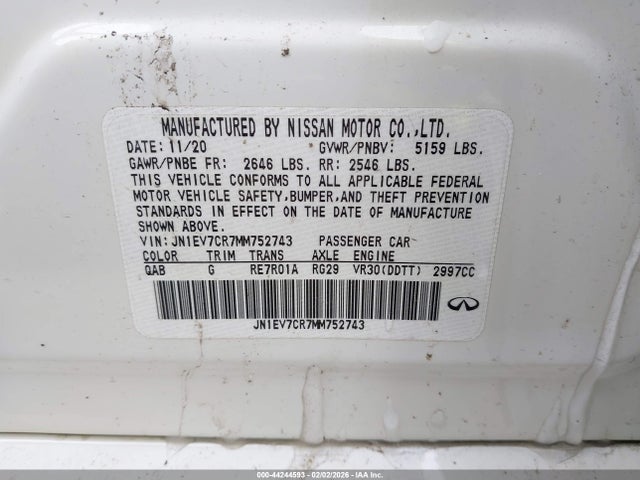 MANUFACTURED BY NISSAN MOTOR CO.,LTD.
DATE: 11/20 GVWR/PNBV: 5159 LBS.
GAWR/PNBE FR: 2646 LBS. RR: 2546 LBS.
THIS VEHICLE CONFORMS TO ALL APPLICABLE FEDERAL
MOTOR VEHICLE SAFETY, BUMPER, AND THEFT PREVENTION
STANDARDS IN EFFECT ON THE DATE OF MANUFACTURE
SHOWN ABOVE.
VIN: JN1EV7CR7MM752743 PASSENGER CAR
COLOR TRIM TRANS AXLE ENGINE
QAB G RE7R01A RG29 VR30(DDTT) 2997CC
JN1EV7CR7MM752743
000-44244593 - 02/02/2026 - IAA Inc.